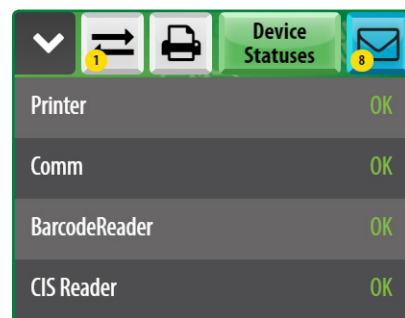 Device
Statuses
1
8
Printer OK
Comm OK
BarcodeReader OK
CIS Reader OK